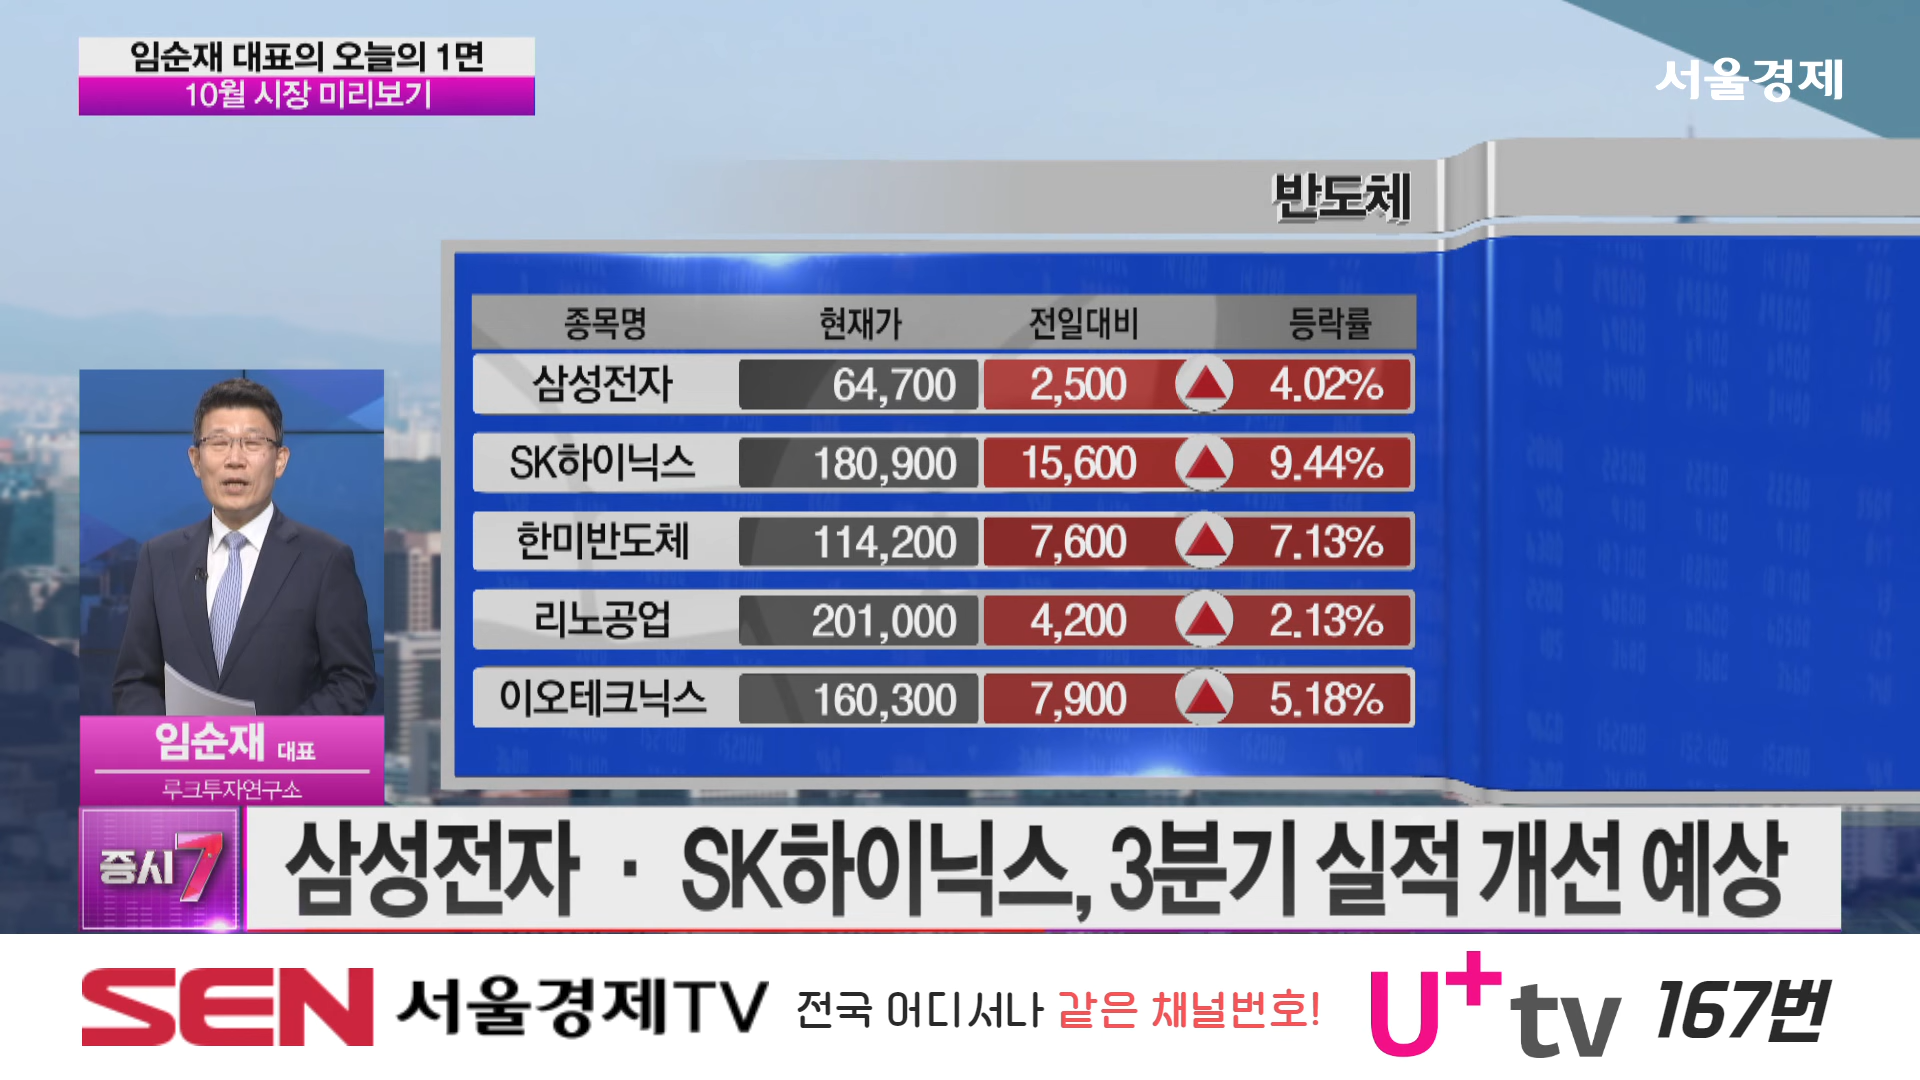 임순재 대표의 오늘의 1면
10월 시장 미리보기
서울경제
반도체
종목명 현재가 전일대비 등락률
삼성전자 64,700 2,500 ▲ 4.02%
SK하이닉스 180,900 15,600 ▲ 9.44%
한미반도체 114,200 7,600 ▲ 7.13%
리노공업 201,000 4,200 ▲ 2.13%
이오테크닉스 160,300 7,900 ▲ 5.18%
임순재 대표
루크투자연구소
증시7
삼성전자 · SK하이닉스, 3분기 실적 개선 예상
SEN 서울경제TV 전국 어디서나 같은 채널번호! U+tv 167번